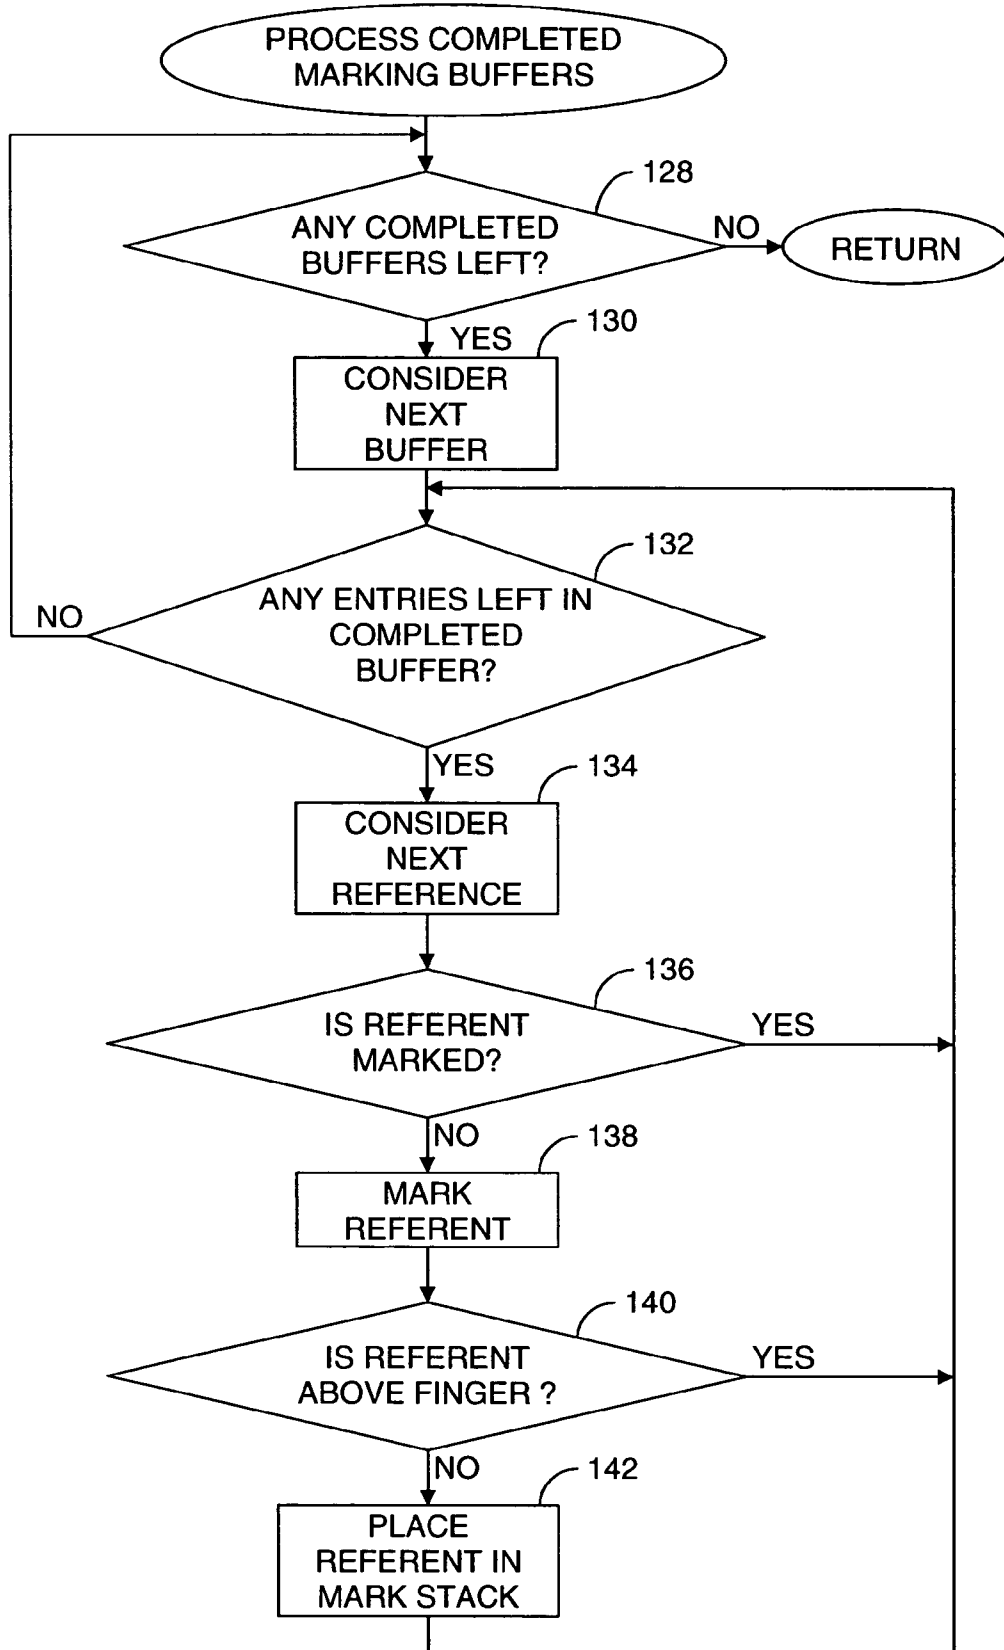 PROCESS COMPLETED
MARKING BUFFERS
128
ANY COMPLETED
BUFFERS LEFT?
NO
RETURN
YES
130
CONSIDER
NEXT
BUFFER
132
ANY ENTRIES LEFT IN
COMPLETED
BUFFER?
NO
YES
134
CONSIDER
NEXT
REFERENCE
136
IS REFERENT
MARKED?
YES
NO
138
MARK
REFERENT
140
IS REFERENT
ABOVE FINGER ?
YES
NO
142
PLACE
REFERENT IN
MARK STACK